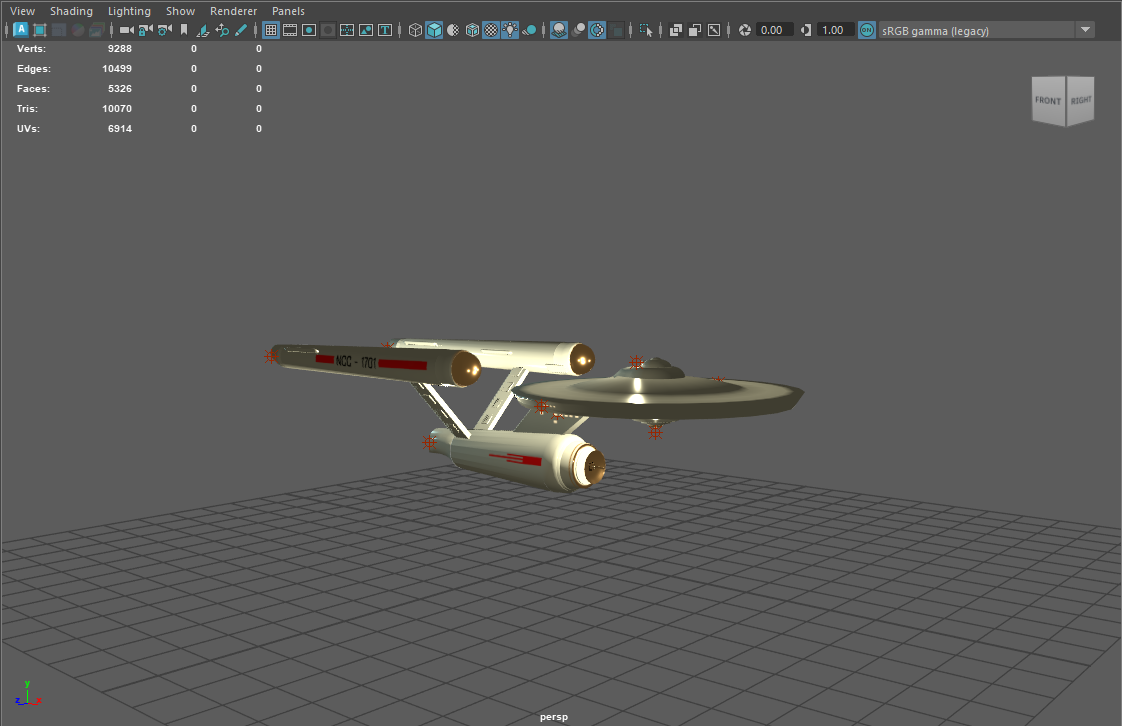 View Shading Lighting Show Renderer Panels
A T 0.00 1.00 ON sRGB gamma (legacy)
Verts: 9288 0 0
Edges: 10499 0 0
Faces: 5326 0 0
Tris: 10070 0 0
UVs: 6914 0 0
FRONT RIGHT
NCC - 1701
y
z x
persp